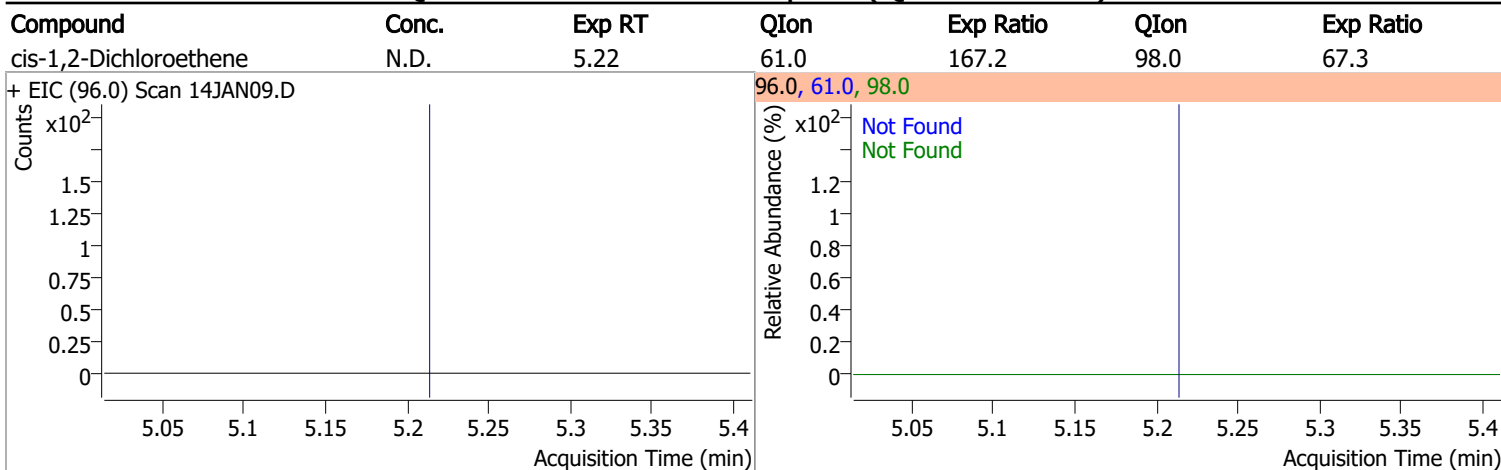 Compound Conc. Exp RT QIon Exp Ratio QIon Exp Ratio
cis-1,2-Dichloroethene N.D. 5.22 61.0 167.2 98.0 67.3
+ EIC (96.0) Scan 14JAN09.D
Counts
x10²
1.5
1.25
1
0.75
0.5
0.25
0
5.05 5.1 5.15 5.2 5.25 5.3 5.35 5.4
Acquisition Time (min)
96.0, 61.0, 98.0
Relative Abundance (%)
x10²
Not Found
Not Found
1.2
1
0.8
0.6
0.4
0.2
0
5.05 5.1 5.15 5.2 5.25 5.3 5.35 5.4
Acquisition Time (min)